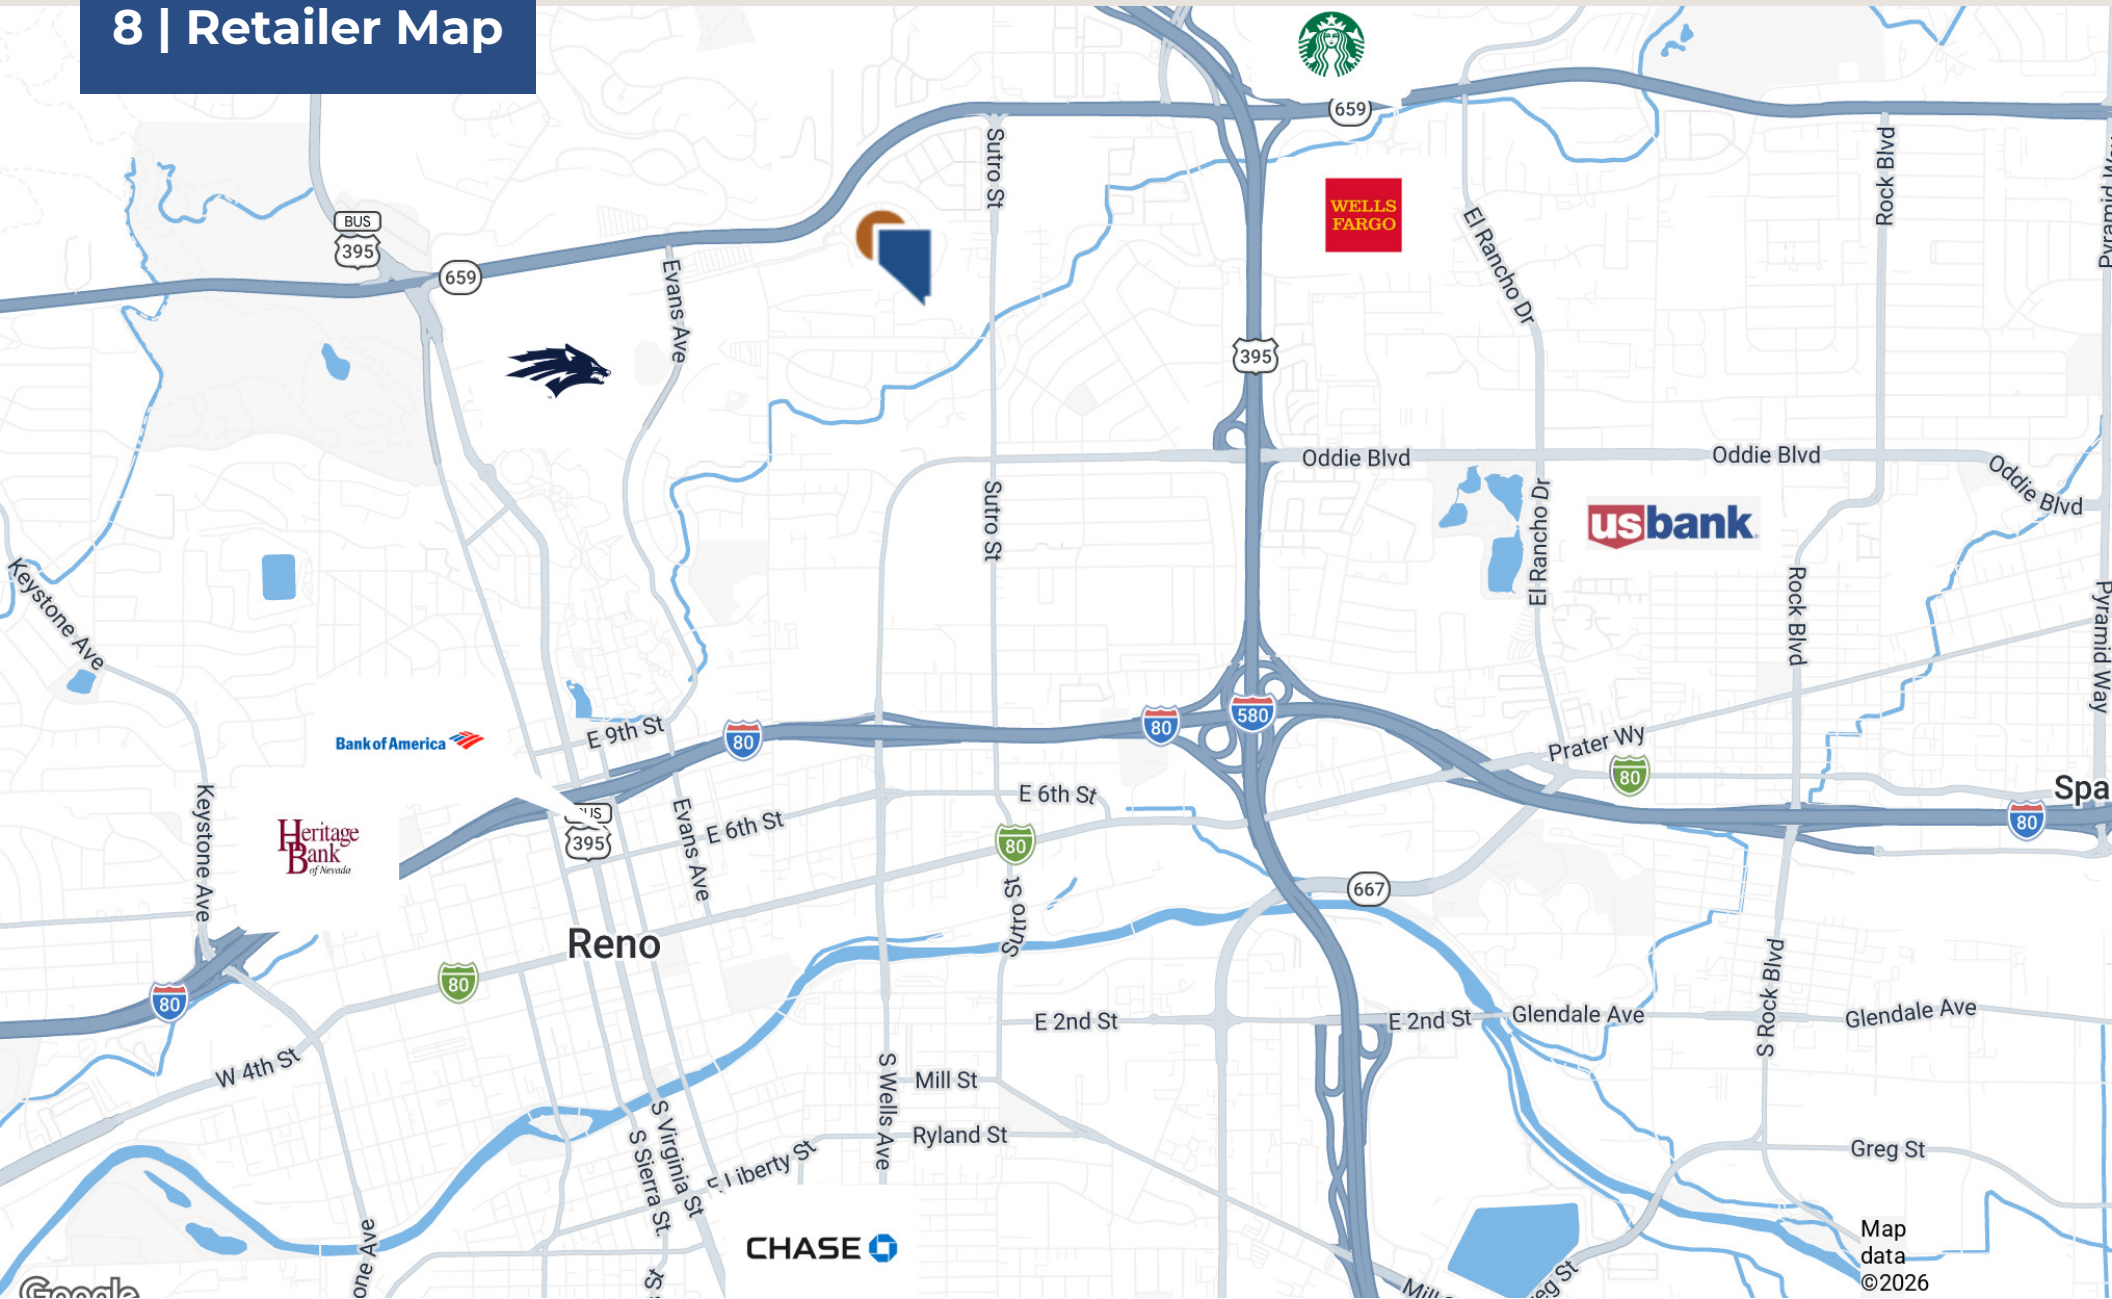 8 | Retailer Map
659
Sutro St
Rock Blvd
WELLS
FARGO
BUS
395
659
El Rancho Dr
Evans Ave
395
Oddie Blvd
Oddie Blvd
Oddie Blvd
Sutro St
El Rancho Dr
usbank
Keystone Ave
Rock Blvd
Pyramid Way
E 9th St
Bank of America
80
80
580
Prater Wy
80
Spa
E 6th St
Keystone Ave
Heritage
Bank
of Nevada
395
Evans Ave
E 6th St
80
80
Sutro St
667
Reno
80
80
S Rock Blvd
E 2nd St
E 2nd St
Glendale Ave
Glendale Ave
W 4th St
S Wells Ave
Mill St
S Virginia St
S Sierra St
Ryland St
E Liberty St
Greg St
CHASE
Map
data
©2026
Google